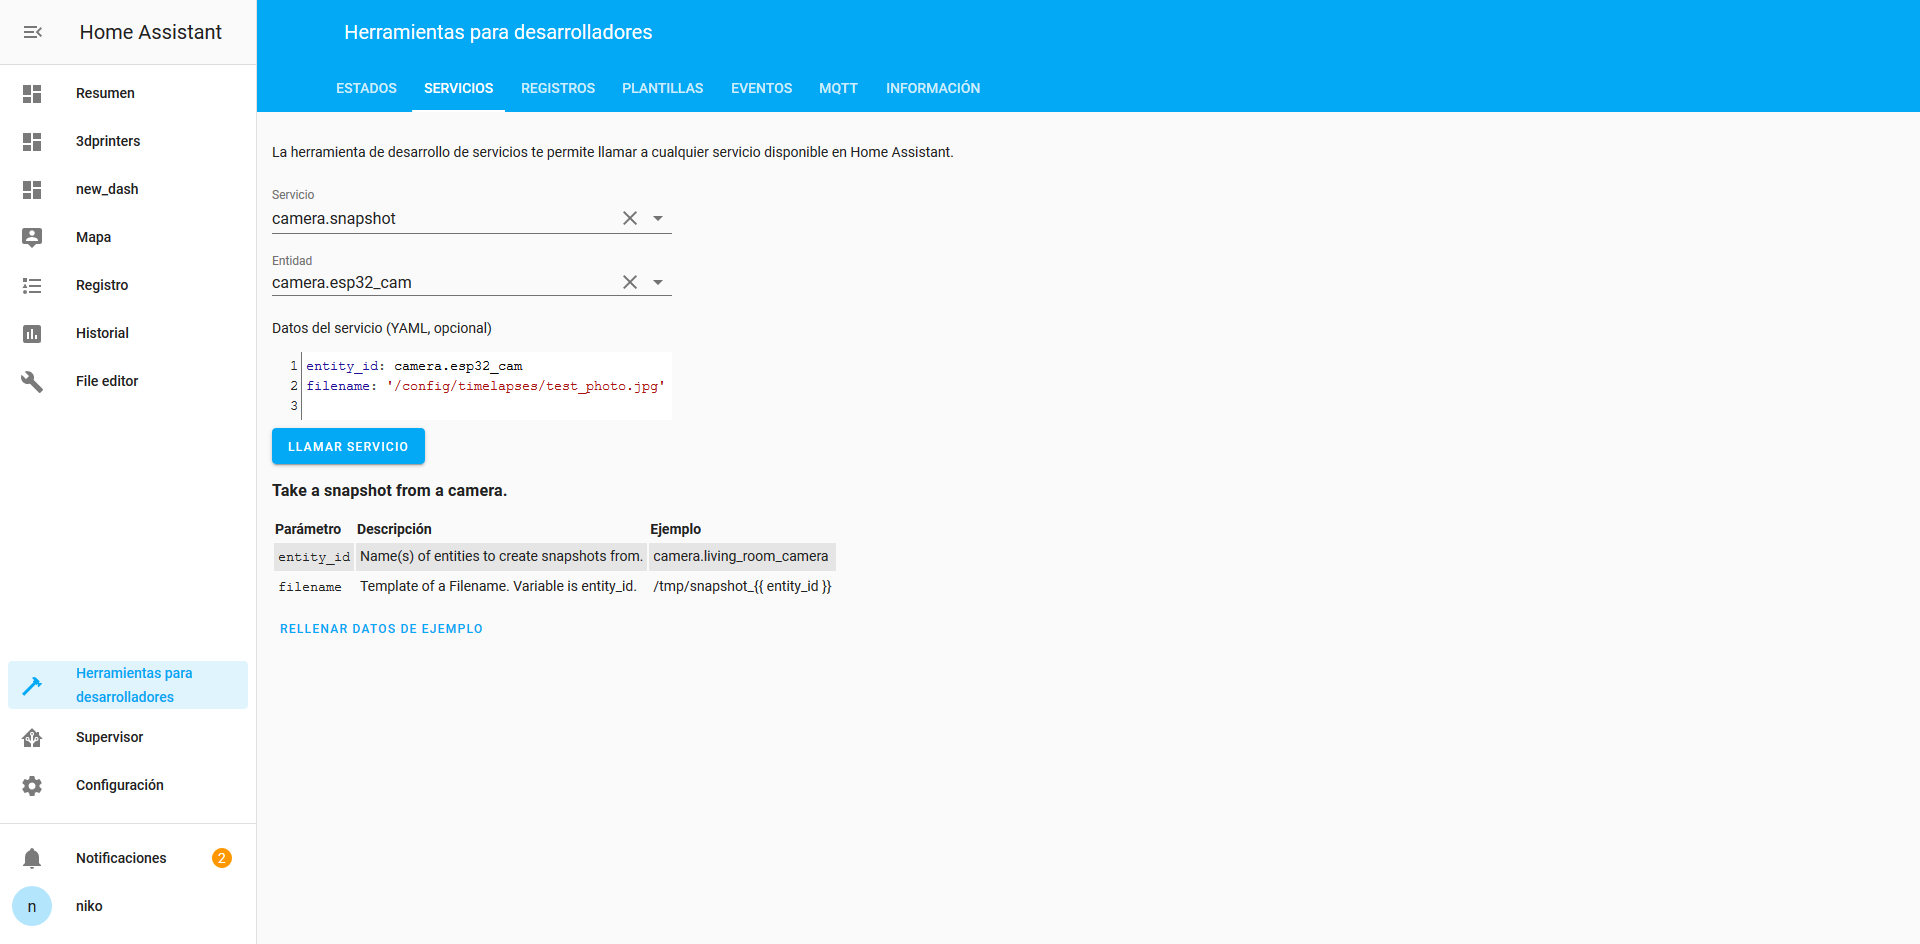 Home Assistant
Resumen
3dprinters
new_dash
Mapa
Registro
Historial
File editor
Herramientas para
desarrolladores
Supervisor
Configuración
Notificaciones 2
n niko
Herramientas para desarrolladores
ESTADOS SERVICIOS REGISTROS PLANTILLAS EVENTOS MQTT INFORMACIÓN
La herramienta de desarrollo de servicios te permite llamar a cualquier servicio disponible en Home Assistant.
Servicio
camera.snapshot
Entidad
camera.esp32_cam
Datos del servicio (YAML, opcional)
1 entity_id: camera.esp32_cam
2 filename: '/config/timelapses/test_photo.jpg'
3
LLAMAR SERVICIO
Take a snapshot from a camera.
Parámetro Descripción Ejemplo
entity_id Name(s) of entities to create snapshots from. camera.living_room_camera
filename Template of a Filename. Variable is entity_id. /tmp/snapshot_{{ entity_id }}
RELLENAR DATOS DE EJEMPLO